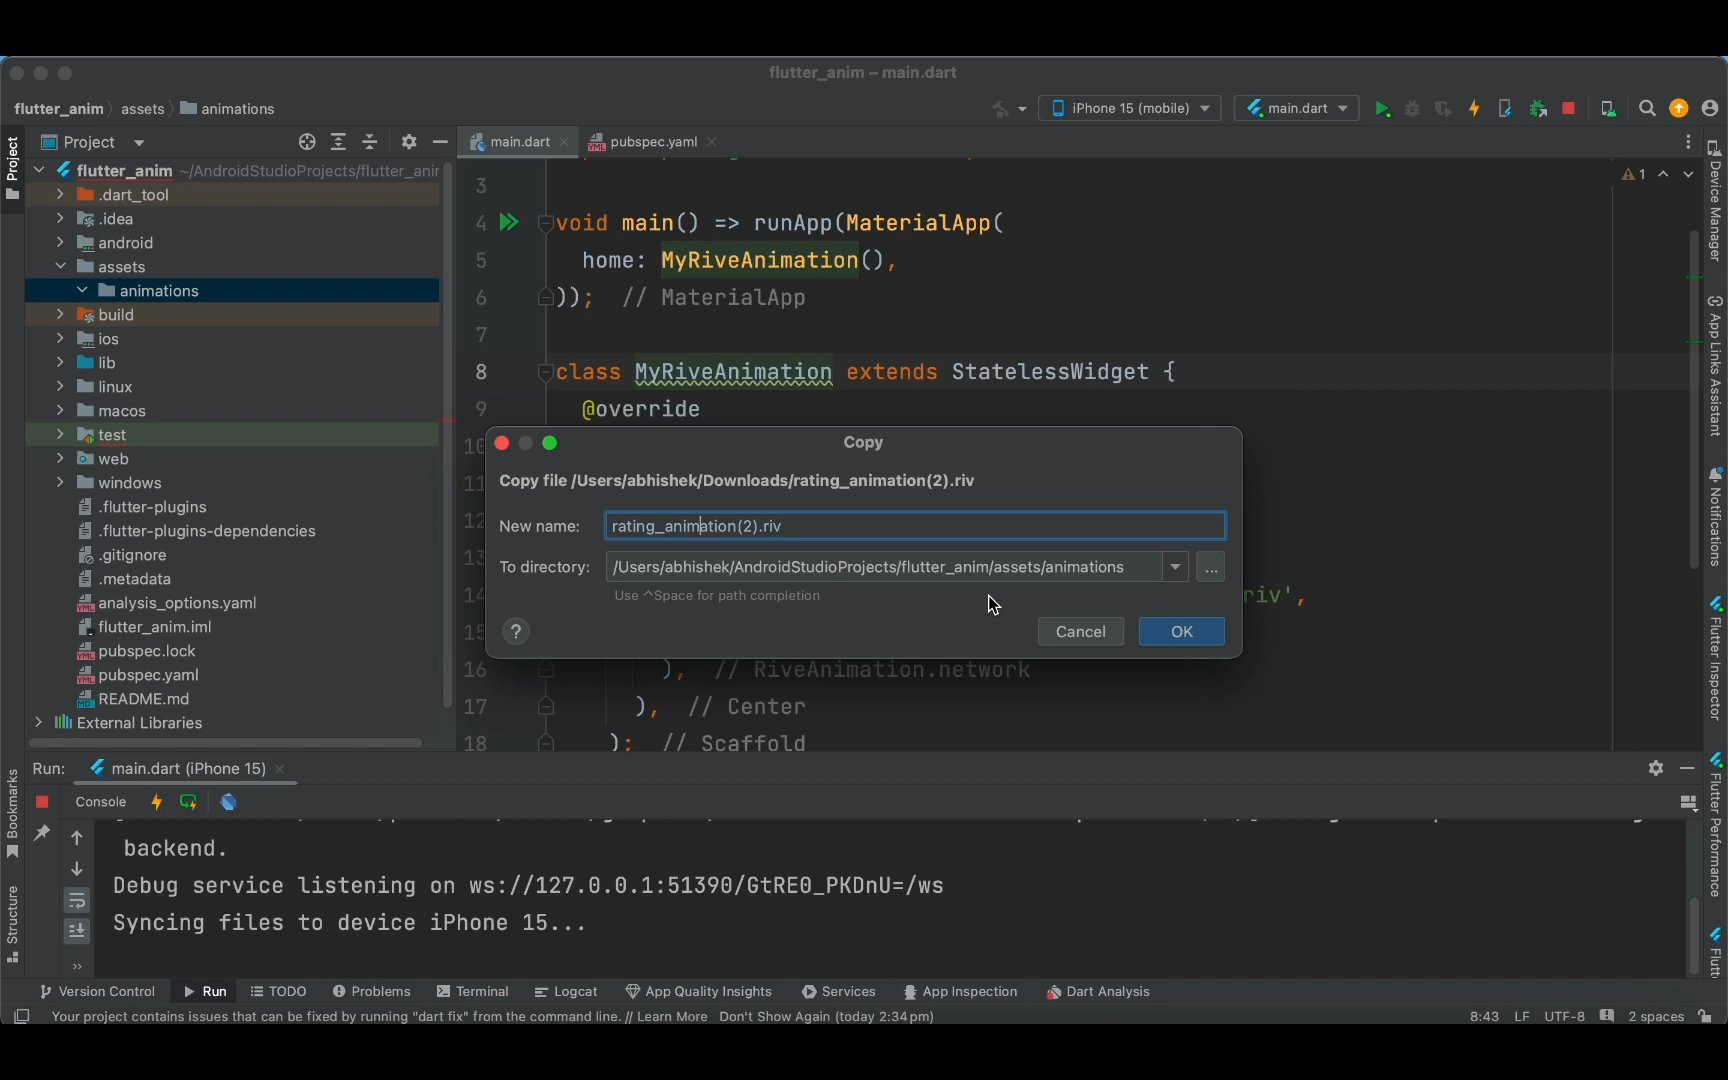 flutter_anim – main.dart
flutter_anim assets animations
iPhone 15 (mobile) main.dart
Project
Project
main.dart
pubspec.yaml
flutter_anim ~/AndroidStudioProjects/flutter_anim
.dart_tool
.idea
android
assets
animations
build
ios
lib
linux
macos
test
web
windows
.flutter-plugins
.flutter-plugins-dependencies
.gitignore
.metadata
analysis_options.yaml
flutter_anim.iml
pubspec.lock
pubspec.yaml
README.md
External Libraries
1
3
4 void main() => runApp(MaterialApp(
5 home: MyRiveAnimation(),
6 )); // MaterialApp
7
8 class MyRiveAnimation extends StatelessWidget {
9 @override
10
11
12
13
14 riv',
15
16 ), // RiveAnimation.network
17 ), // Center
18 ); // Scaffold
Copy
Copy file /Users/abhishek/Downloads/rating_animation(2).riv
New name: rating_animation(2).riv
To directory: /Users/abhishek/AndroidStudioProjects/flutter_anim/assets/animations
...
Use ^Space for path completion
?
Cancel
OK
Device Manager
App Links Assistant
Notifications
Flutter Inspector
Flutter Performance
Flutt
Bookmarks
Structure
Run: main.dart (iPhone 15)
Console
backend.
Debug service listening on ws://127.0.0.1:51390/GtRE0_PKDnU=/ws
Syncing files to device iPhone 15...
Version Control Run TODO Problems Terminal Logcat App Quality Insights Services App Inspection Dart Analysis
Your project contains issues that can be fixed by running "dart fix" from the command line. // Learn More Don't Show Again (today 2:34 pm)
8:43 LF UTF-8 2 spaces